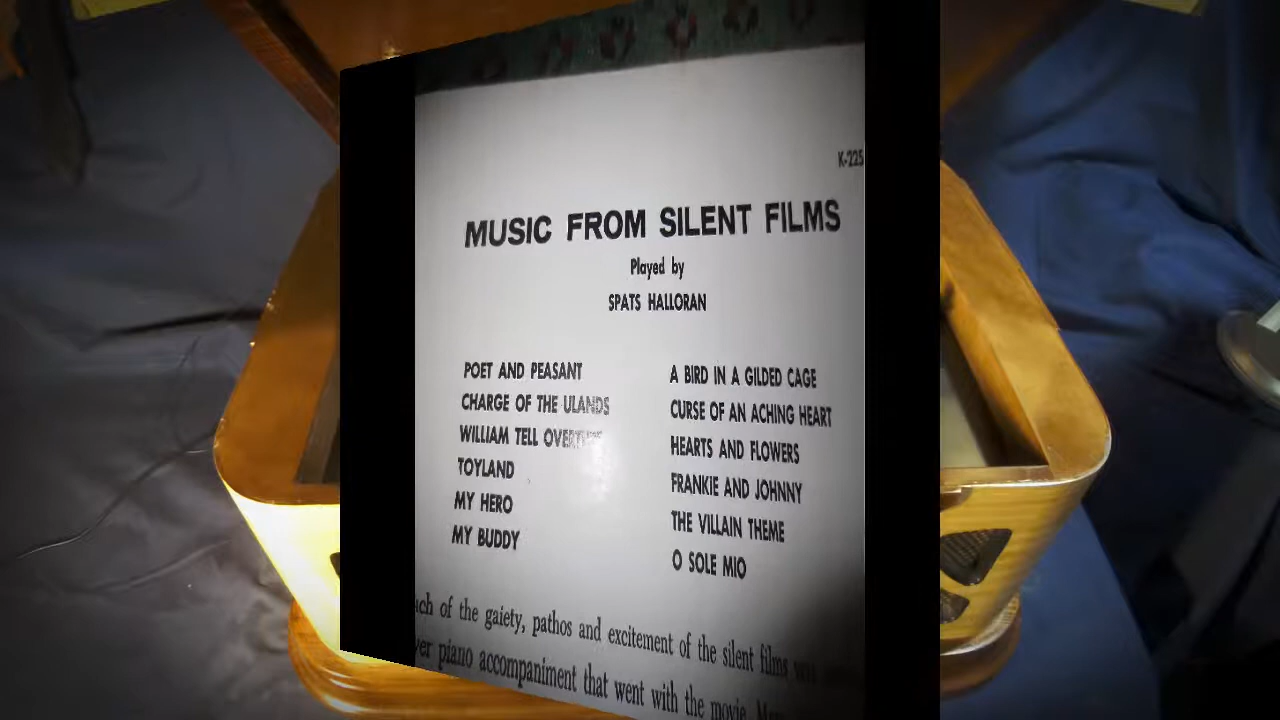 K-225
MUSIC FROM SILENT FILMS
Played by
SPATS HALLORAN
POET AND PEASANT
CHARGE OF THE ULANDS
WILLIAM TELL
TOYLAND
MY HERO
MY BUDDY
A BIRD IN A GILDED CAGE
CURSE OF AN ACHING HEART
HEARTS AND FLOWERS
FRANKIE AND JOHNNY
THE VILLAIN THEME
O SOLE MIO
of the gaiety, pathos and excitement of the silent films
piano accompaniment that went with the movie.